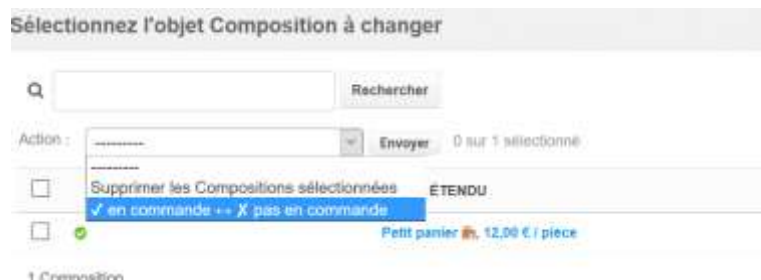 Sélectionnez l'objet Composition à changer
Rechercher
Action : --------- Envoyer 0 sur 1 sélectionné
---------
Supprimer les Compositions sélectionnées ÉTENDU
✓ en commande ↔ ✗ pas en commande
Petit panier, 12,00 € / pièce
1 Composition